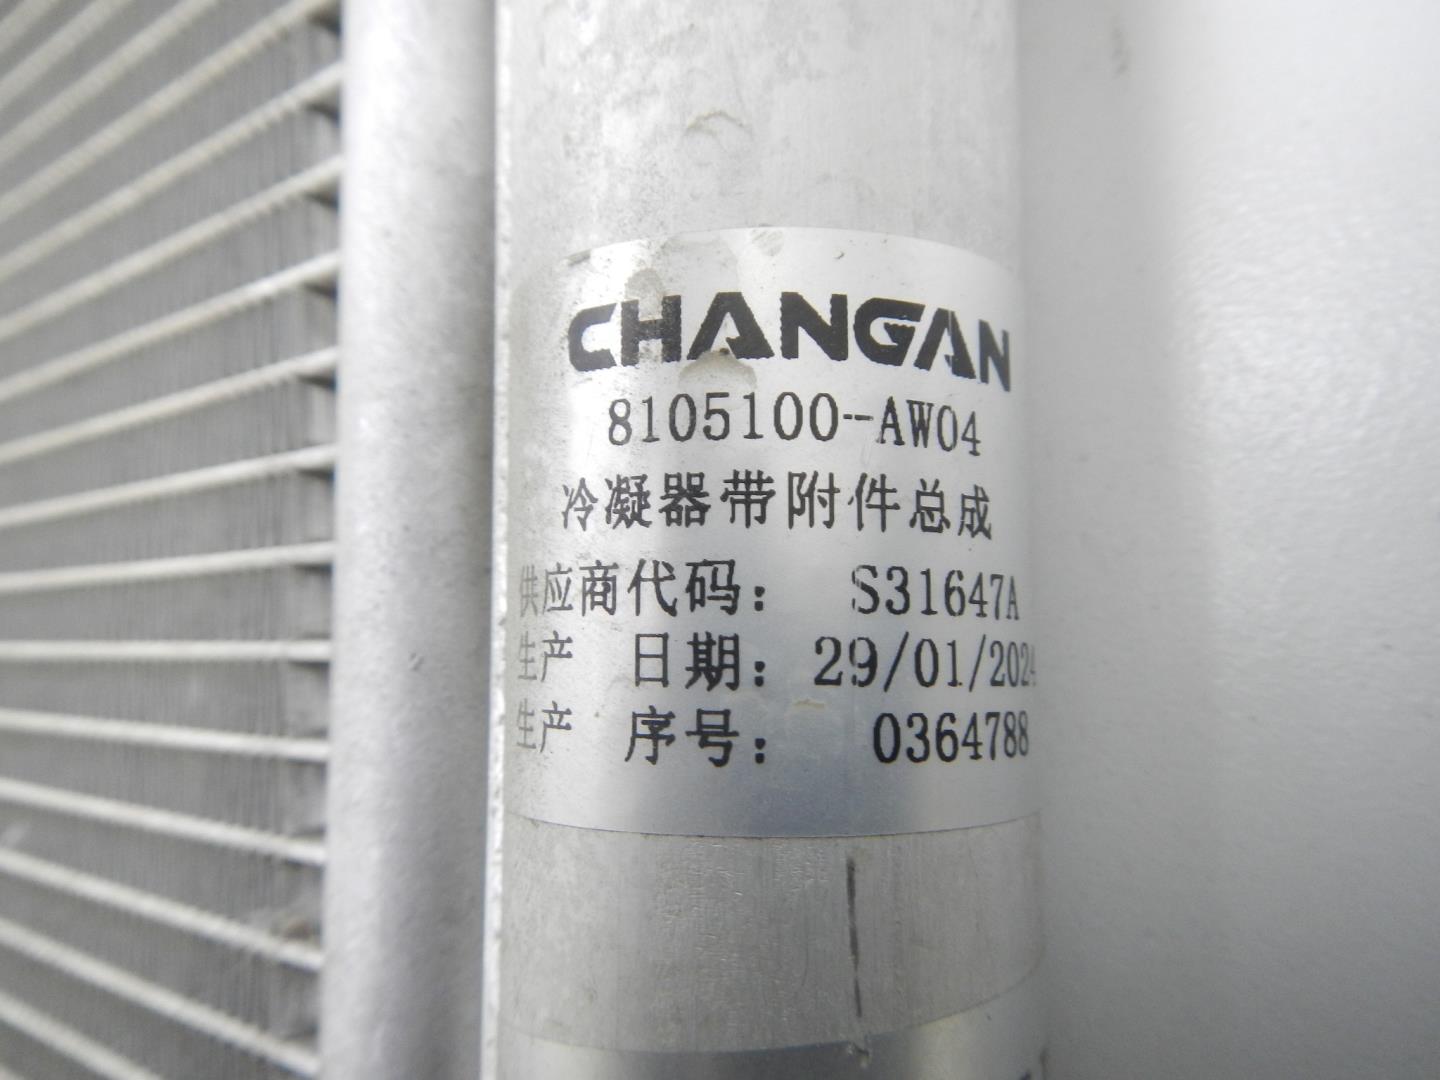 CHANGAN
8105100-AW04
冷凝器带附件总成
供应商代码： S31647A
生产 日期：29/01/2024
生产 序号： 0364788